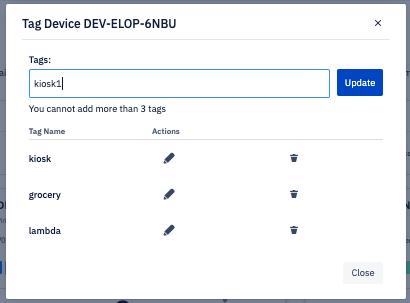 Tag Device DEV-ELOP-6NBU
Tags:
kiosk1
Update
You cannot add more than 3 tags
Tag Name Actions
kiosk
grocery
lambda
Close